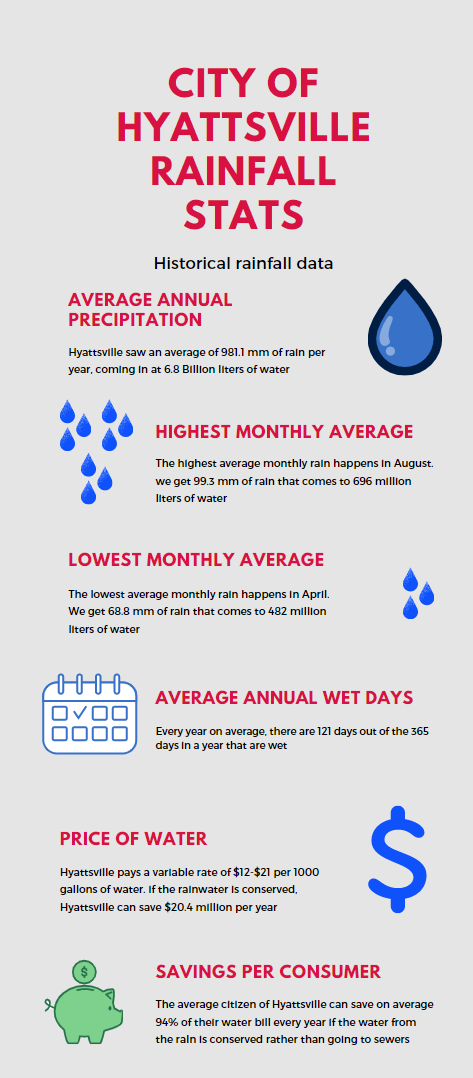 CITY OF
HYATTSVILLE
RAINFALL
STATS
Historical rainfall data
AVERAGE ANNUAL
PRECIPITATION
Hyattsville saw an average of 981.1 mm of rain per
year, coming in at 6.8 Billion liters of water
HIGHEST MONTHLY AVERAGE
The highest average monthly rain happens in August.
we get 99.3 mm of rain that comes to 696 million
liters of water
LOWEST MONTHLY AVERAGE
The lowest average monthly rain happens in April.
We get 68.8 mm of rain that comes to 482 million
liters of water
AVERAGE ANNUAL WET DAYS
Every year on average, there are 121 days out of the 365
days in a year that are wet
PRICE OF WATER
Hyattsville pays a variable rate of $12-$21 per 1000
gallons of water. if the rainwater is conserved,
Hyattsville can save $20.4 million per year
$
$
SAVINGS PER CONSUMER
The average citizen of Hyattsville can save on average
94% of their water bill every year if the water from
the rain is conserved rather than going to sewers